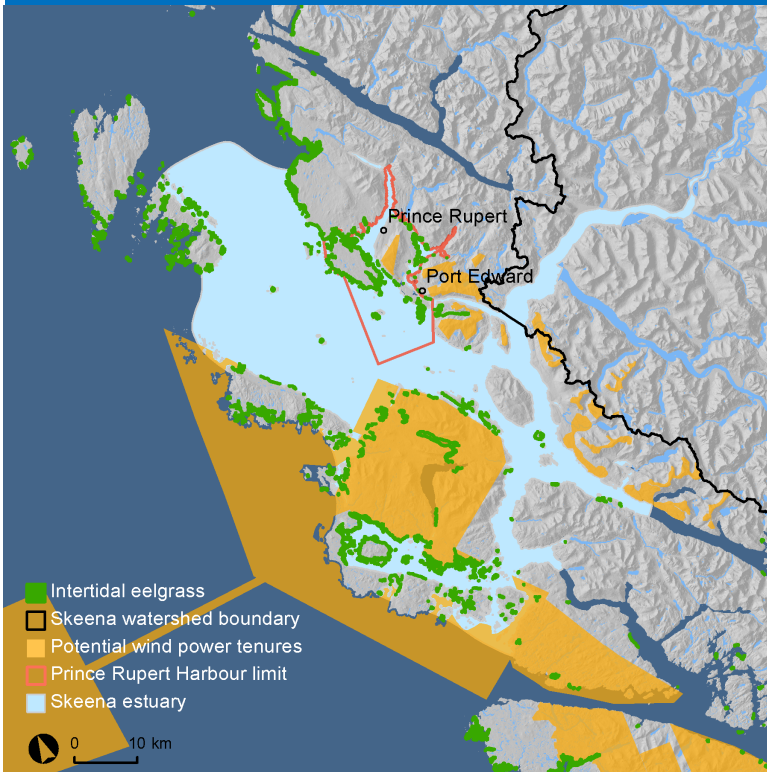 Prince Rupert
Port Edward
Intertidal eelgrass
Skeena watershed boundary
Potential wind power tenures
Prince Rupert Harbour limit
Skeena estuary
0 10 km